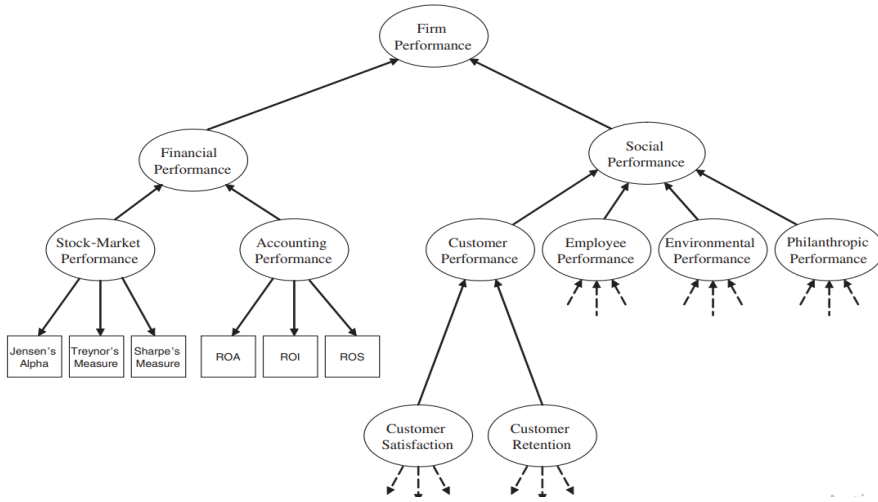 Firm
Performance
Financial
Performance
Social
Performance
Stock-Market
Performance
Accounting
Performance
Customer
Performance
Employee
Performance
Environmental
Performance
Philanthropic
Performance
Jensen's
Alpha
Treynor's
Measure
Sharpe's
Measure
ROA
ROI
ROS
Customer
Satisfaction
Customer
Retention